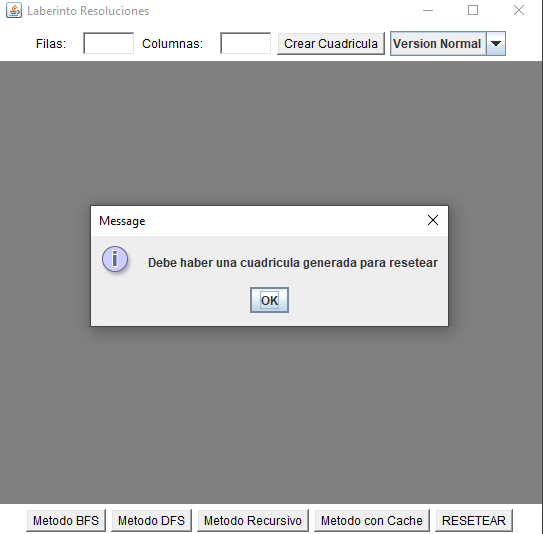 Laberinto Resoluciones
Filas: Columnas: Crear Cuadricula Version Normal
Message
i
Debe haber una cuadricula generada para resetear
OK
Metodo BFS Metodo DFS Metodo Recursivo Metodo con Cache RESETEAR